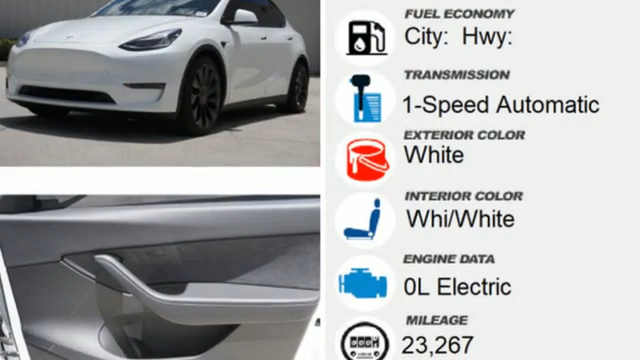 FUEL ECONOMY
City: Hwy:
TRANSMISSION
1-Speed Automatic
EXTERIOR COLOR
White
INTERIOR COLOR
Whi/White
ENGINE DATA
0L Electric
MILEAGE
23,267